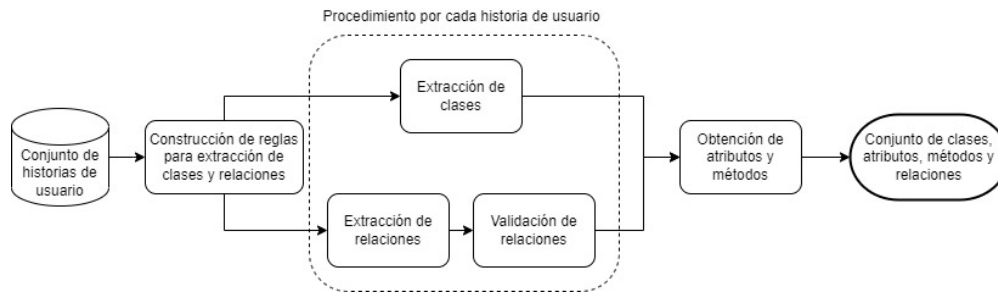 Procedimiento por cada historia de usuario
Extracción de
clases
Conjunto de
historias de
usuario
Construcción de reglas
para extracción de
clases y relaciones
Obtención de
atributos y
métodos
Conjunto de clases,
atributos, métodos y
relaciones
Extracción de
relaciones
Validación de
relaciones